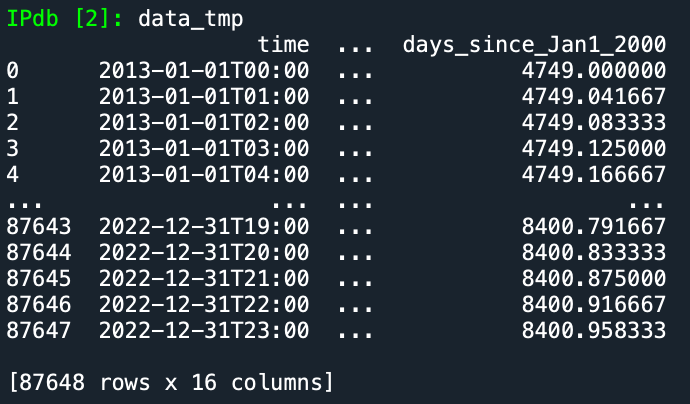 IPdb [2]: data_tmp
time ... days_since_Jan1_2000
0 2013-01-01T00:00 ... 4749.000000
1 2013-01-01T01:00 ... 4749.041667
2 2013-01-01T02:00 ... 4749.083333
3 2013-01-01T03:00 ... 4749.125000
4 2013-01-01T04:00 ... 4749.166667
... ... ... ...
87643 2022-12-31T19:00 ... 8400.791667
87644 2022-12-31T20:00 ... 8400.833333
87645 2022-12-31T21:00 ... 8400.875000
87646 2022-12-31T22:00 ... 8400.916667
87647 2022-12-31T23:00 ... 8400.958333
[87648 rows x 16 columns]